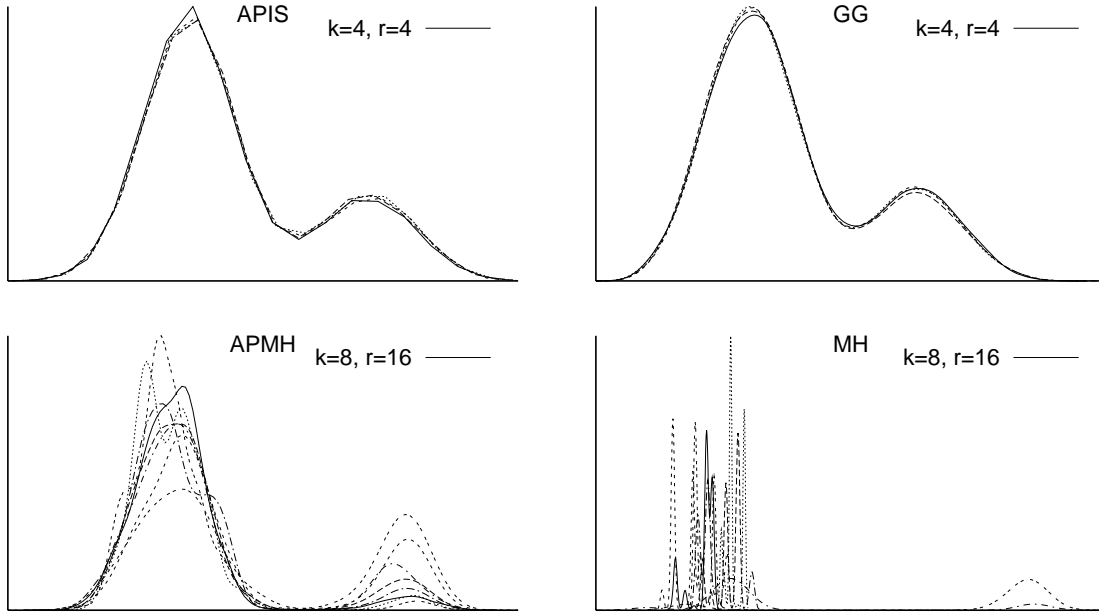 APIS
k=4, r=4
GG
k=4, r=4
APMH
k=8, r=16
MH
k=8, r=16